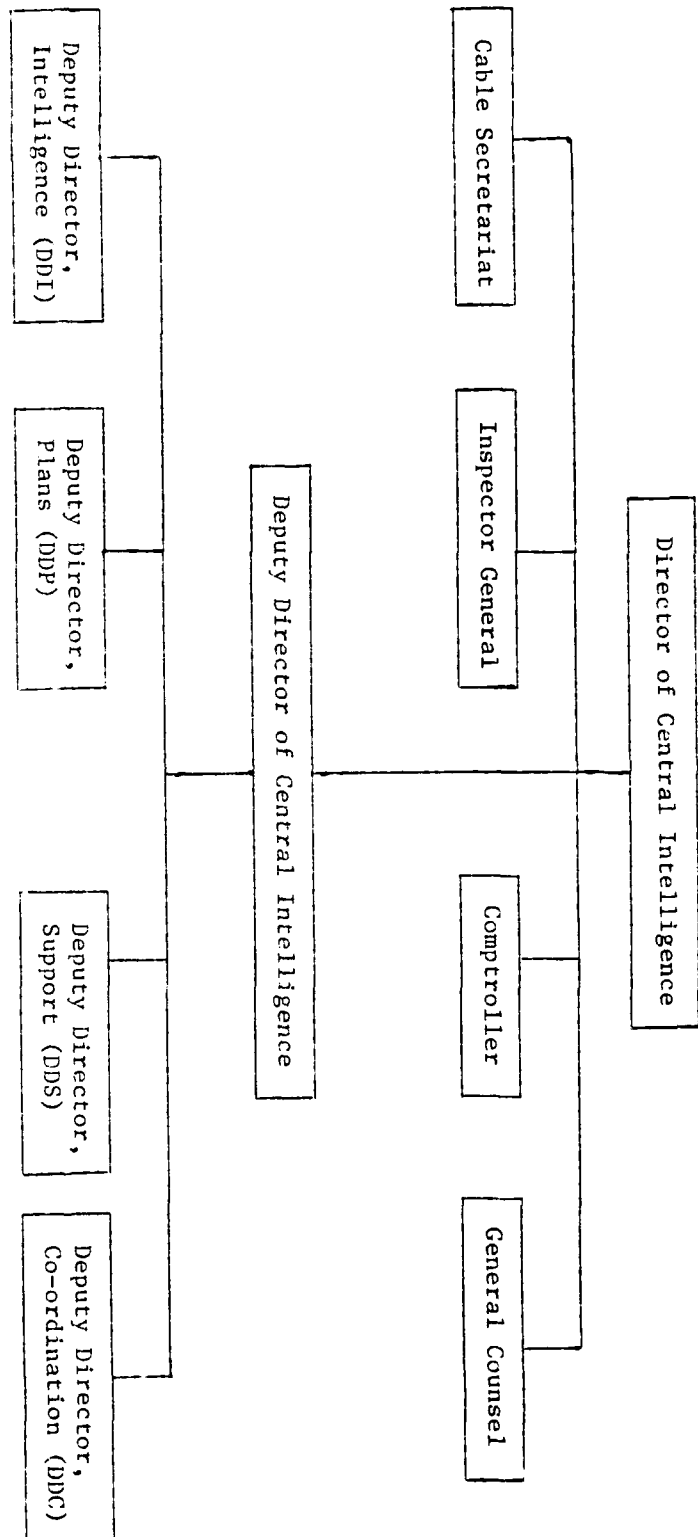 Director of Central Intelligence
Cable Secretariat
Inspector General
Comptroller
General Counsel
Deputy Director of Central Intelligence
Deputy Director,
Intelligence (DDI)
Deputy Director,
Plans (DDP)
Deputy Director,
Support (DDS)
Deputy Director,
Co-ordination (DDC)